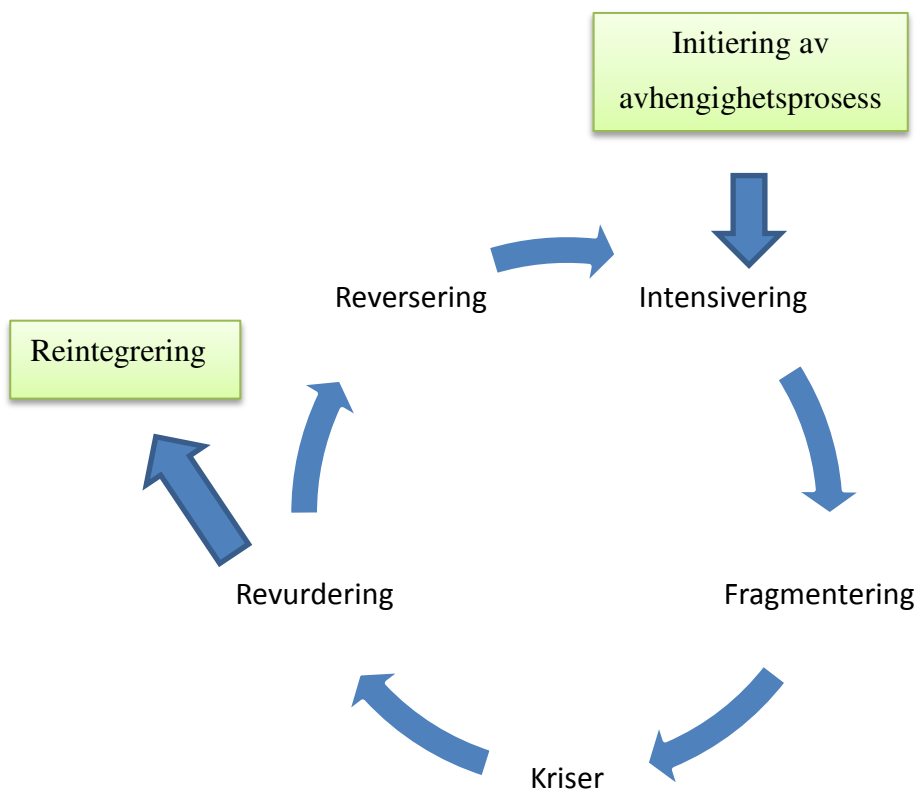 Initiering av
avhengighetsprosess
Reversering
Intensivering
Reintegrering
Revurdering
Fragmentering
Kriser